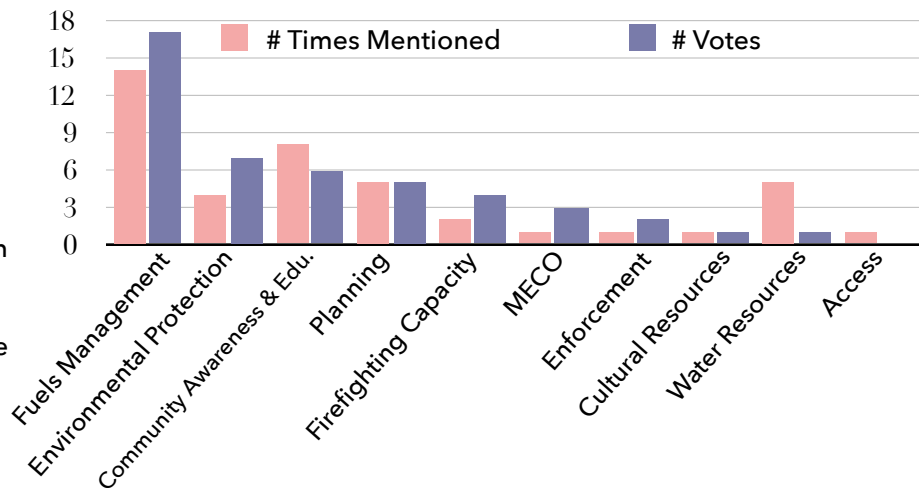 18
# Times Mentioned
# Votes
15
12
9
6
3
0
n
e
Fuels Management
Environmental Protection
Community Awareness & Edu.
Planning
Firefighting Capacity
MECO
Enforcement
Cultural Resources
Water Resources
Access